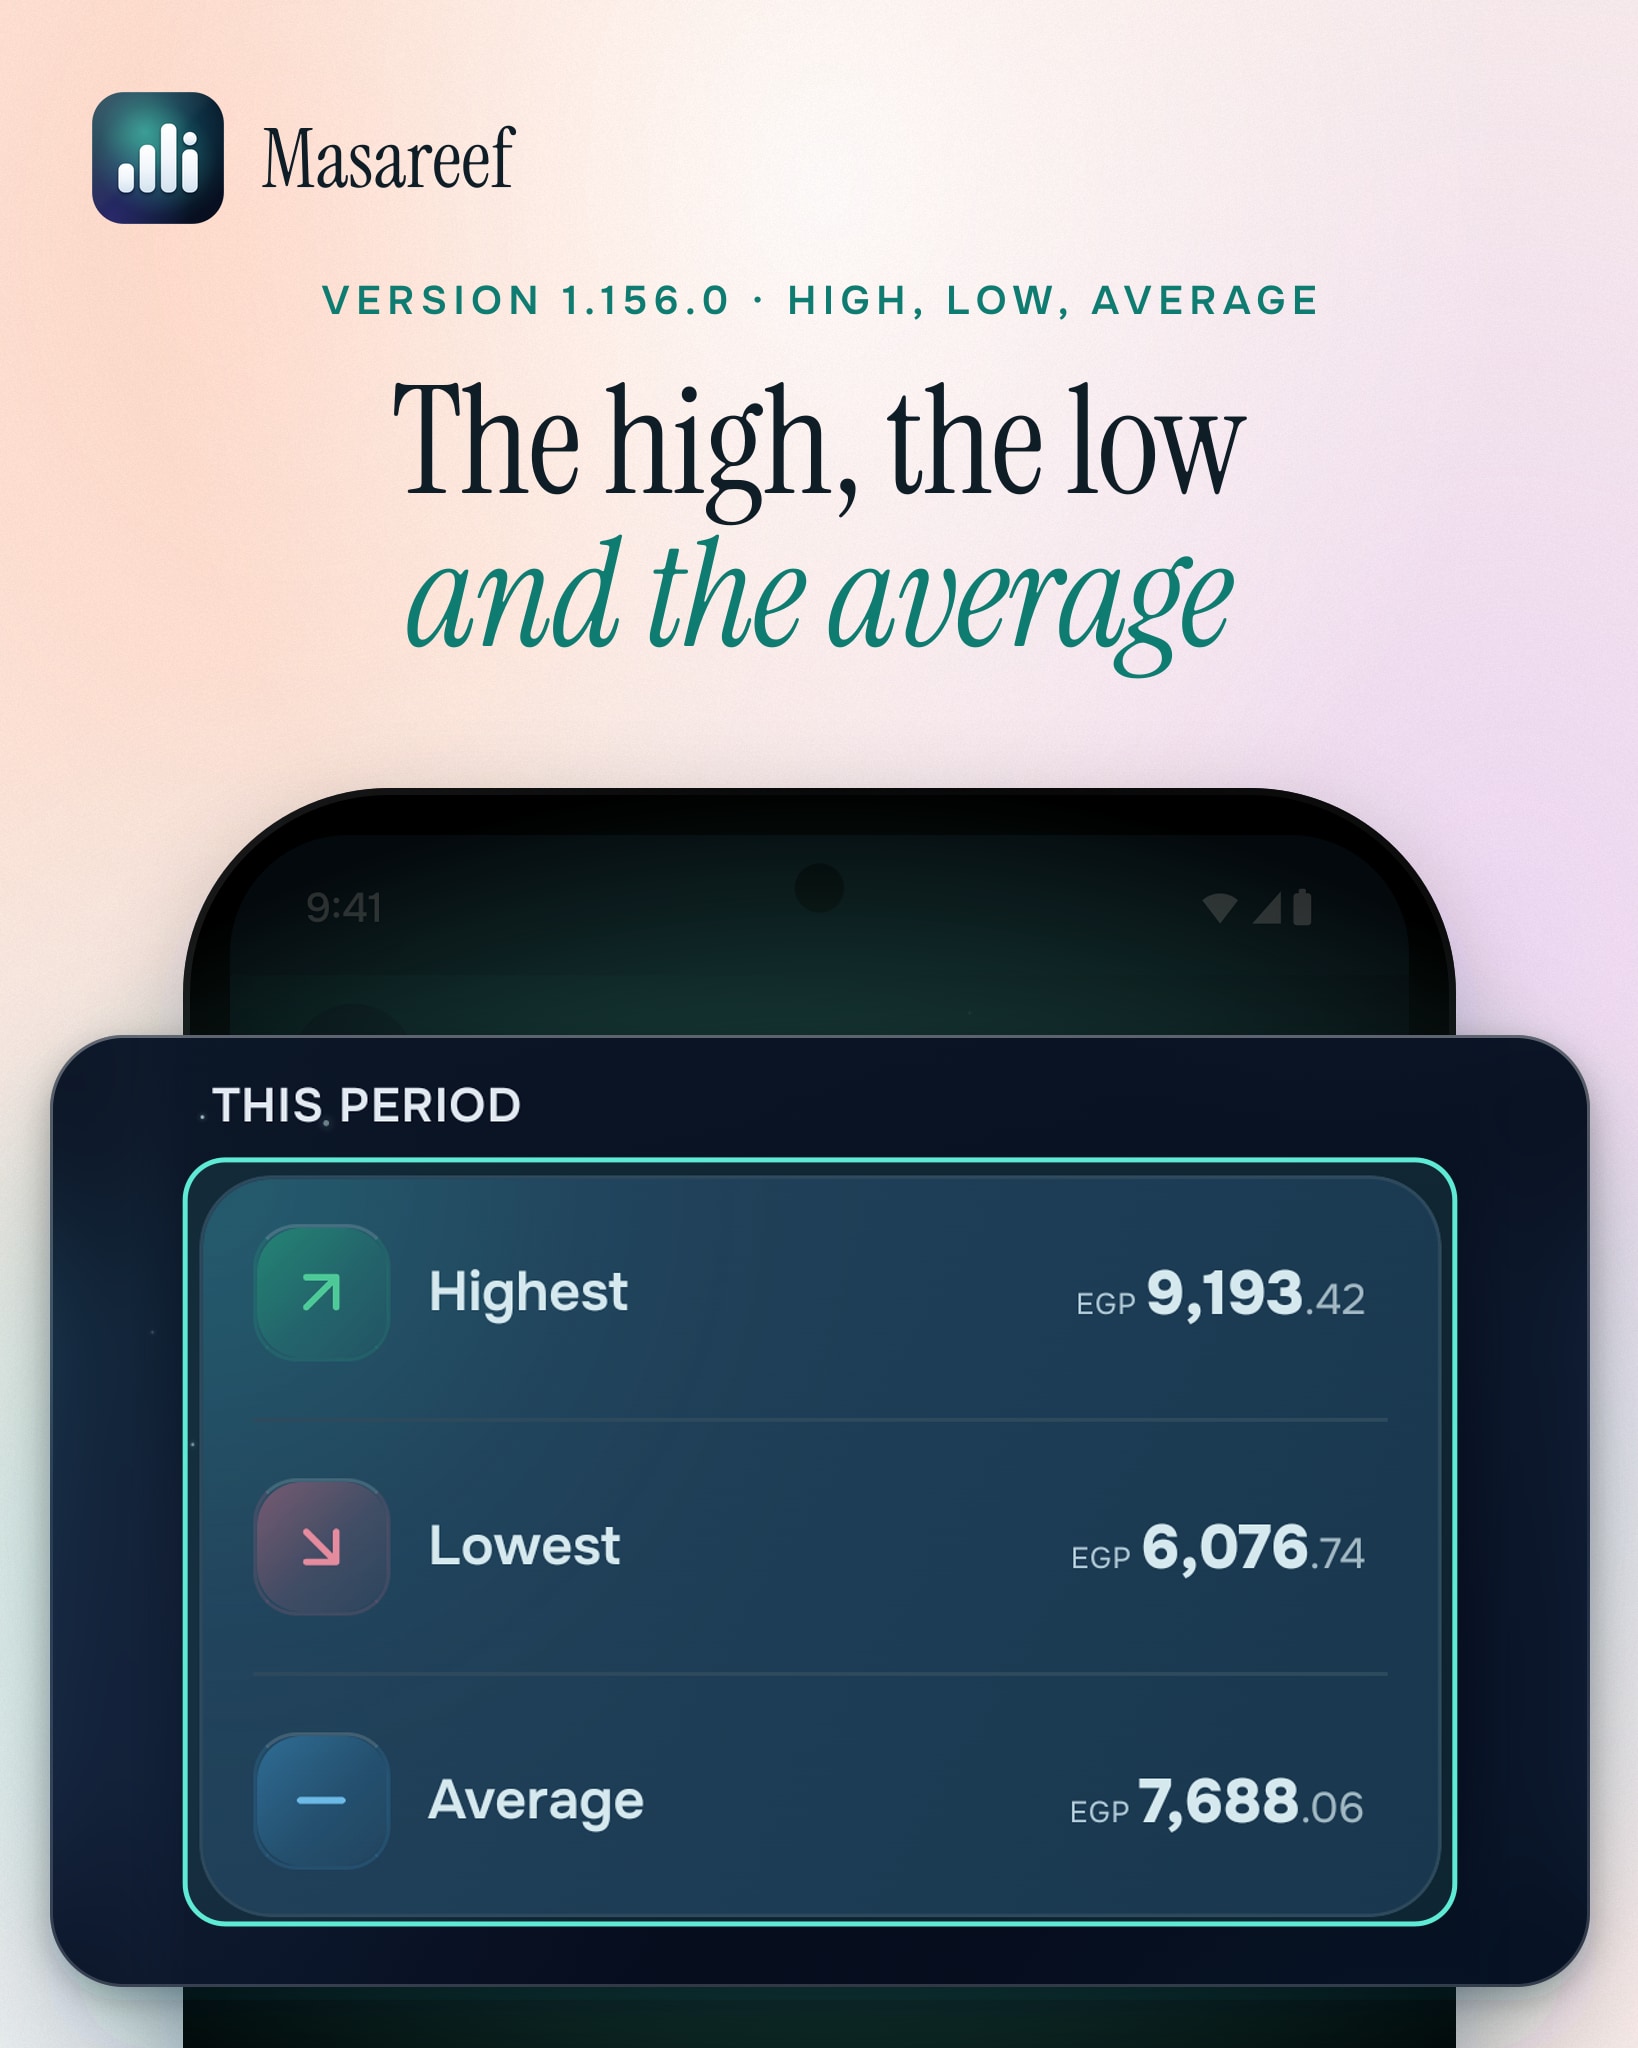 Masareef
VERSION 1.156.0 · HIGH, LOW, AVERAGE
The high, the low
and the average
9:41
THIS PERIOD
Highest EGP 9,193.42
Lowest EGP 6,076.74
Average EGP 7,688.06